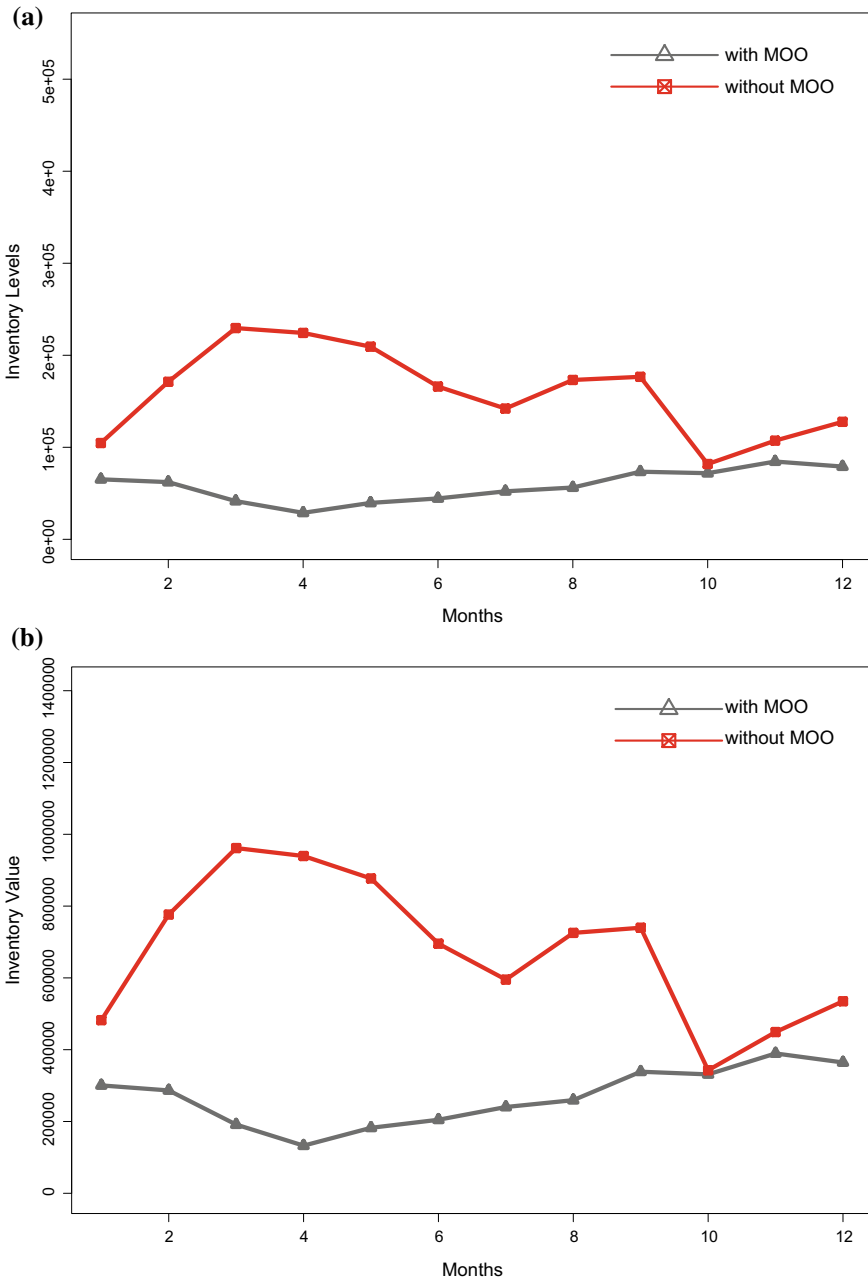 (a)
with MOO
without MOO
5e+05
4e+0
3e+05
2e+05
1e+05
0e+00
Inventory Levels
2 4 6 8 10 12
Months
(b)
with MOO
without MOO
1400000
1200000
1000000
800000
600000
400000
200000
0
Inventory Value
2 4 6 8 10 12
Months